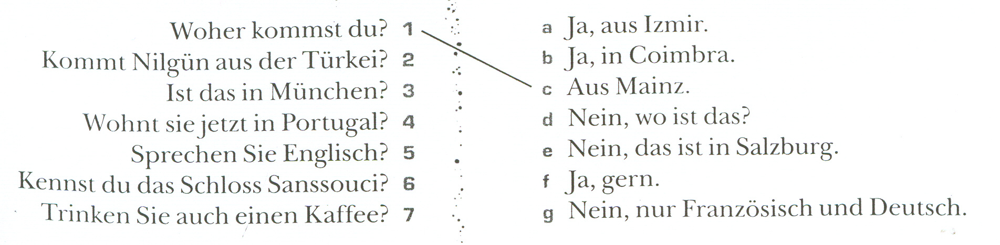 Woher kommst du? 1
Kommt Nilgün aus der Türkei? 2
Ist das in München? 3
Wohnt sie jetzt in Portugal? 4
Sprechen Sie Englisch? 5
Kennst du das Schloss Sanssouci? 6
Trinken Sie auch einen Kaffee? 7
a Ja, aus Izmir.
b Ja, in Coimbra.
c Aus Mainz.
d Nein, wo ist das?
e Nein, das ist in Salzburg.
f Ja, gern.
g Nein, nur Französisch und Deutsch.